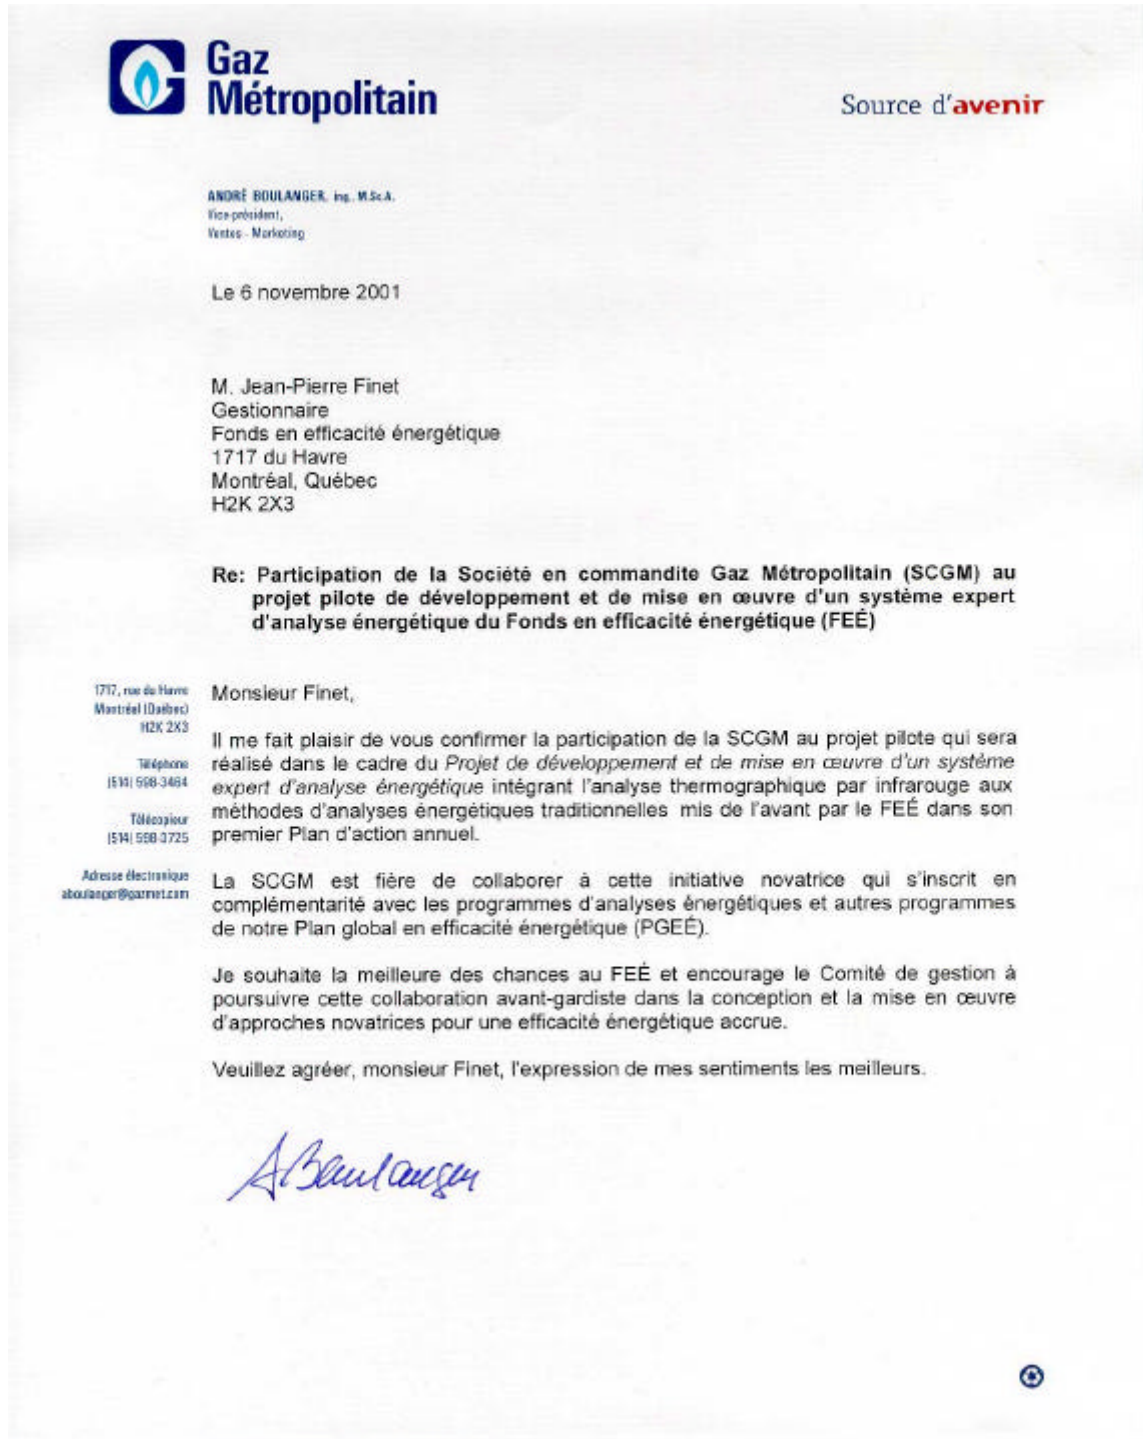 Gaz
Métropolitain
Source d'avenir
ANDRÉ BOULANGER, ing., M.Sc.A.
Vice-président,
Ventes - Marketing
Le 6 novembre 2001
M. Jean-Pierre Finet
Gestionnaire
Fonds en efficacité énergétique
1717 du Havre
Montréal, Québec
H2K 2X3
Re: Participation de la Société en commandite Gaz Métropolitain (SCGM) au
projet pilote de développement et de mise en œuvre d'un système expert
d'analyse énergétique du Fonds en efficacité énergétique (FEÉ)
1717, rue du Havre
Montréal (Québec)
H2K 2X3
Téléphone
(514) 598-3464
Télécopieur
(514) 598-3725
Adresse électronique
aboulanger@gazmet.com
Monsieur Finet,
Il me fait plaisir de vous confirmer la participation de la SCGM au projet pilote qui sera
réalisé dans le cadre du Projet de développement et de mise en œuvre d'un système
expert d'analyse énergétique intégrant l'analyse thermographique par infrarouge aux
méthodes d'analyses énergétiques traditionnelles mis de l'avant par le FEÉ dans son
premier Plan d'action annuel.
La SCGM est fière de collaborer à cette initiative novatrice qui s'inscrit en
complémentarité avec les programmes d'analyses énergétiques et autres programmes
de notre Plan global en efficacité énergétique (PGEÉ).
Je souhaite la meilleure des chances au FEÉ et encourage le Comité de gestion à
poursuivre cette collaboration avant-gardiste dans la conception et la mise en œuvre
d'approches novatrices pour une efficacité énergétique accrue.
Veuillez agréer, monsieur Finet, l'expression de mes sentiments les meilleurs.
ABoulanger